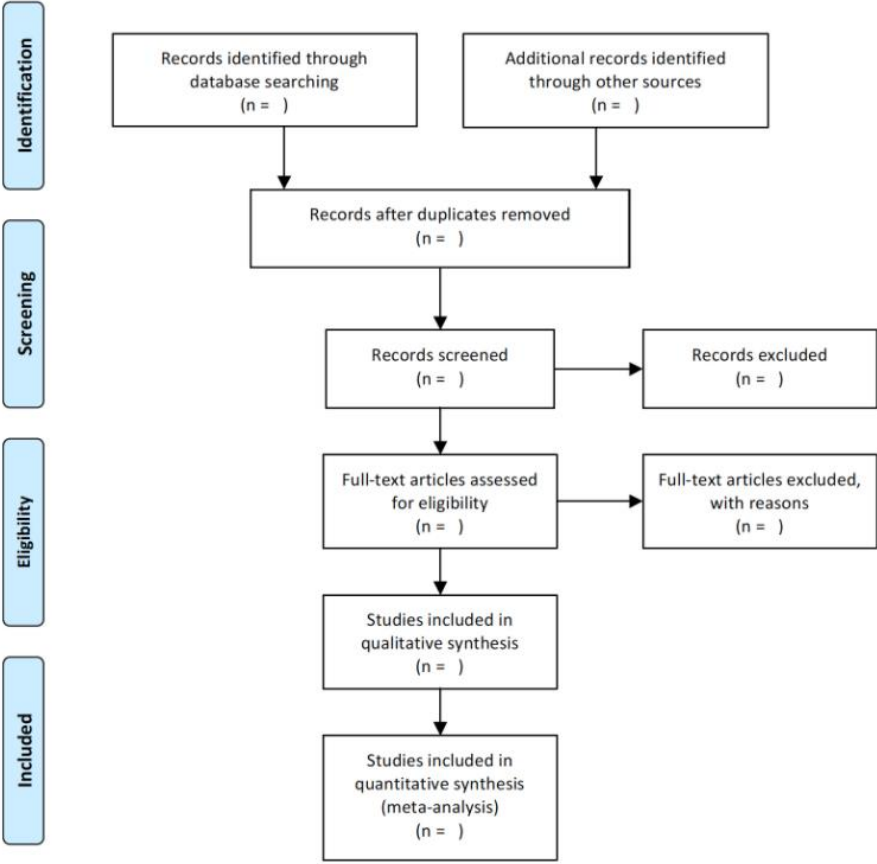 Identification
Records identified through
database searching
(n =   )
Additional records identified
through other sources
(n =   )
Records after duplicates removed
(n =   )
Screening
Records screened
(n =   )
Records excluded
(n =   )
Eligibility
Full-text articles assessed
for eligibility
(n =   )
Full-text articles excluded,
with reasons
(n =   )
Studies included in
qualitative synthesis
(n =   )
Included
Studies included in
quantitative synthesis
(meta-analysis)
(n =   )